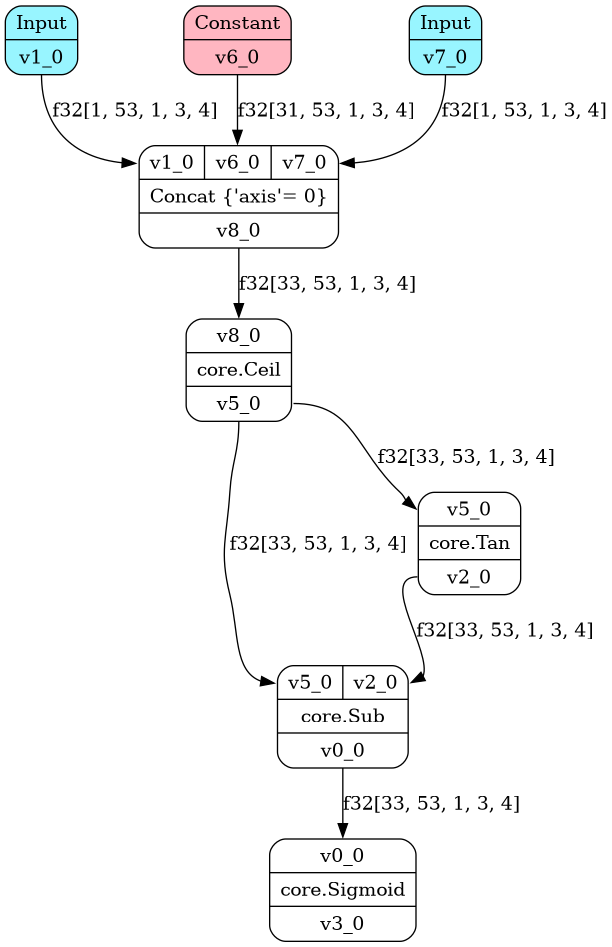 Input
v1_0
Constant
v6_0
Input
v7_0
f32[1, 53, 1, 3, 4]
f32[31, 53, 1, 3, 4]
f32[1, 53, 1, 3, 4]
v1_0 v6_0 v7_0
Concat {'axis'= 0}
v8_0
f32[33, 53, 1, 3, 4]
v8_0
core.Ceil
v5_0
f32[33, 53, 1, 3, 4]
v5_0
core.Tan
v2_0
f32[33, 53, 1, 3, 4]
f32[33, 53, 1, 3, 4]
v5_0 v2_0
core.Sub
v0_0
f32[33, 53, 1, 3, 4]
v0_0
core.Sigmoid
v3_0